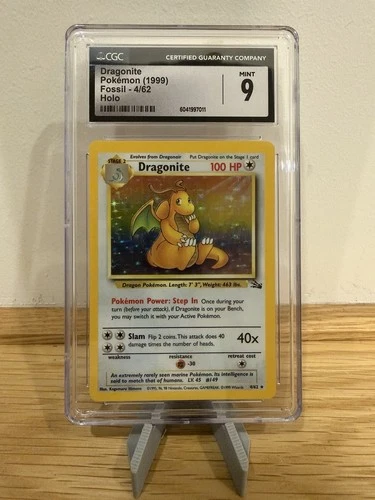 CGC
CERTIFIED GUARANTY COMPANY
Dragonite
Pokémon (1999)
Fossil - 4/62
Holo
MINT
9
6041997011
STAGE 2
Evolves from Dragonair
Put Dragonite on the Stage 1 card
Dragonite
100 HP
Dragon Pokémon. Length: 7' 3", Weight: 463 lbs.
Pokémon Power: Step In Once during your
turn (before your attack), if Dragonite is on your Bench,
you may switch it with your Active Pokémon.
Slam Flip 2 coins. This attack does 40
damage times the number of heads.
40x
weakness
resistance
retreat cost
-30
An extremely rarely seen marine Pokémon. Its intelligence is
said to match that of humans. LV. 45 #149
Illus. Kagemaru Himeno
4/62 ★